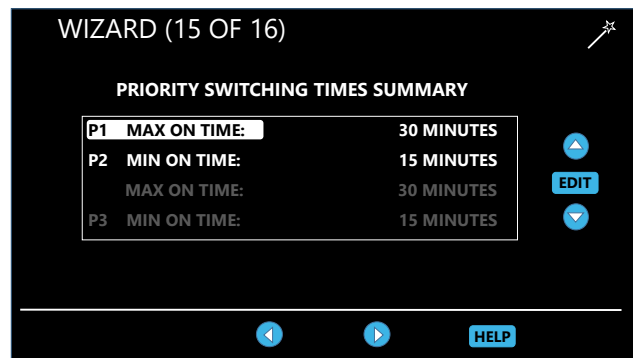 WIZARD (15 OF 16)
PRIORITY SWITCHING TIMES SUMMARY
P1 MAX ON TIME: 30 MINUTES
P2 MIN ON TIME: 15 MINUTES
MAX ON TIME: 30 MINUTES
P3 MIN ON TIME: 15 MINUTES
EDIT
HELP